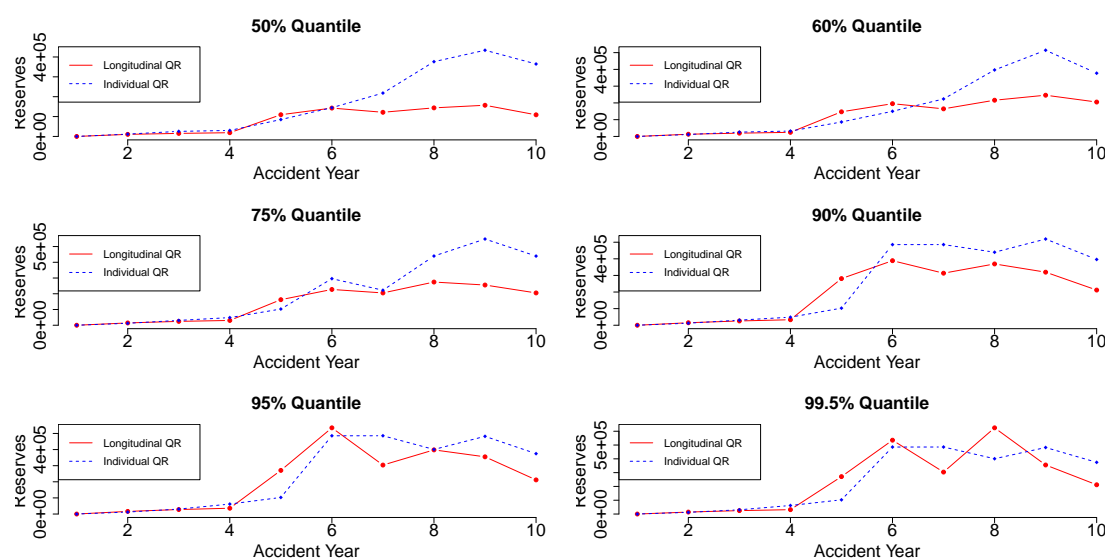 50% Quantile
Reserves
0e+00 4e+05
Longitudinal QR
Individual QR
2 4 6 8 10
Accident Year
60% Quantile
Reserves
0e+00 4e+05
Longitudinal QR
Individual QR
2 4 6 8 10
Accident Year
75% Quantile
Reserves
0e+00 5e+05
Longitudinal QR
Individual QR
2 4 6 8 10
Accident Year
90% Quantile
Reserves
0e+00 4e+05
Longitudinal QR
Individual QR
2 4 6 8 10
Accident Year
95% Quantile
Reserves
0e+00 4e+05
Longitudinal QR
Individual QR
2 4 6 8 10
Accident Year
99.5% Quantile
Reserves
0e+00 5e+05
Longitudinal QR
Individual QR
2 4 6 8 10
Accident Year